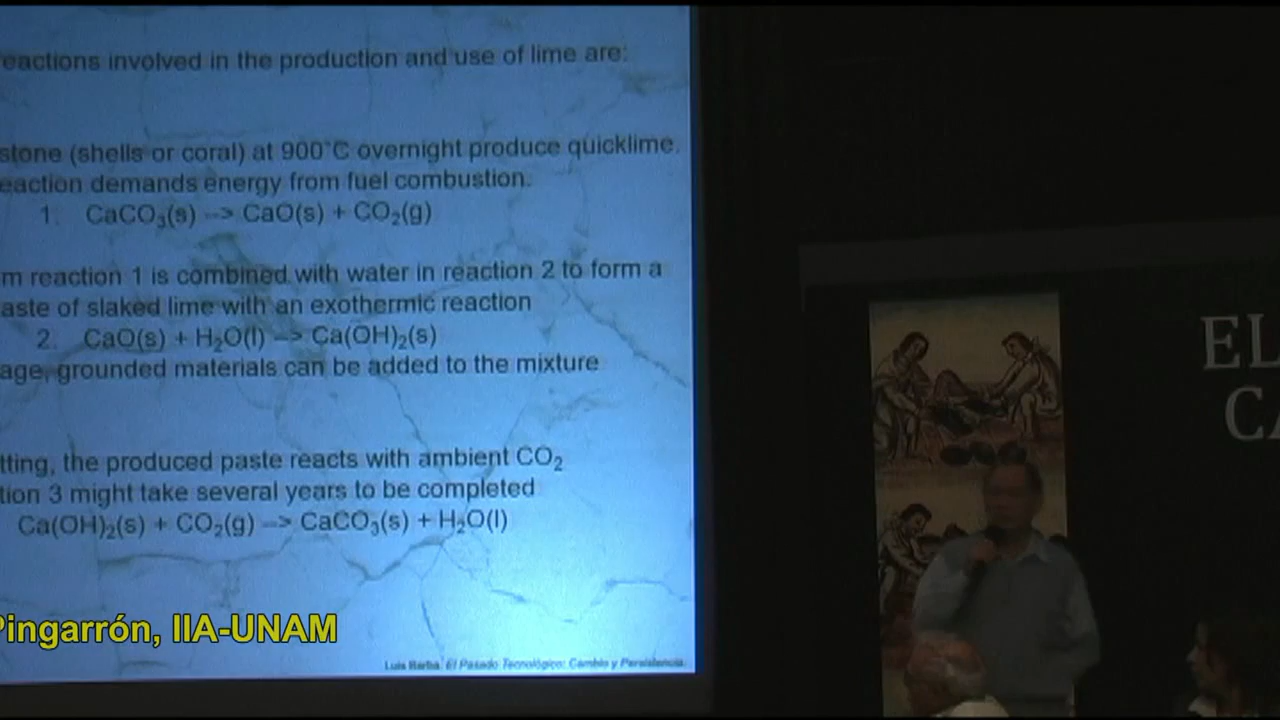 eactions involved in the production and use of lime are:
stone (shells or coral) at 900°C overnight produce quicklime.
eaction demands energy from fuel combustion.
1. CaCO₃(s) --> CaO(s) + CO₂(g)
m reaction 1 is combined with water in reaction 2 to form a
aste of slaked lime with an exothermic reaction
2. CaO(s) + H₂O(l) --> Ca(OH)₂(s)
age, grounded materials can be added to the mixture
tting, the produced paste reacts with ambient CO₂
tion 3 might take several years to be completed
Ca(OH)₂(s) + CO₂(g) --> CaCO₃(s) + H₂O(l)
Pingarrón, IIA-UNAM
Luis Barba. El Pasado Tecnológico: Cambio y Persistencia.
EL
CA